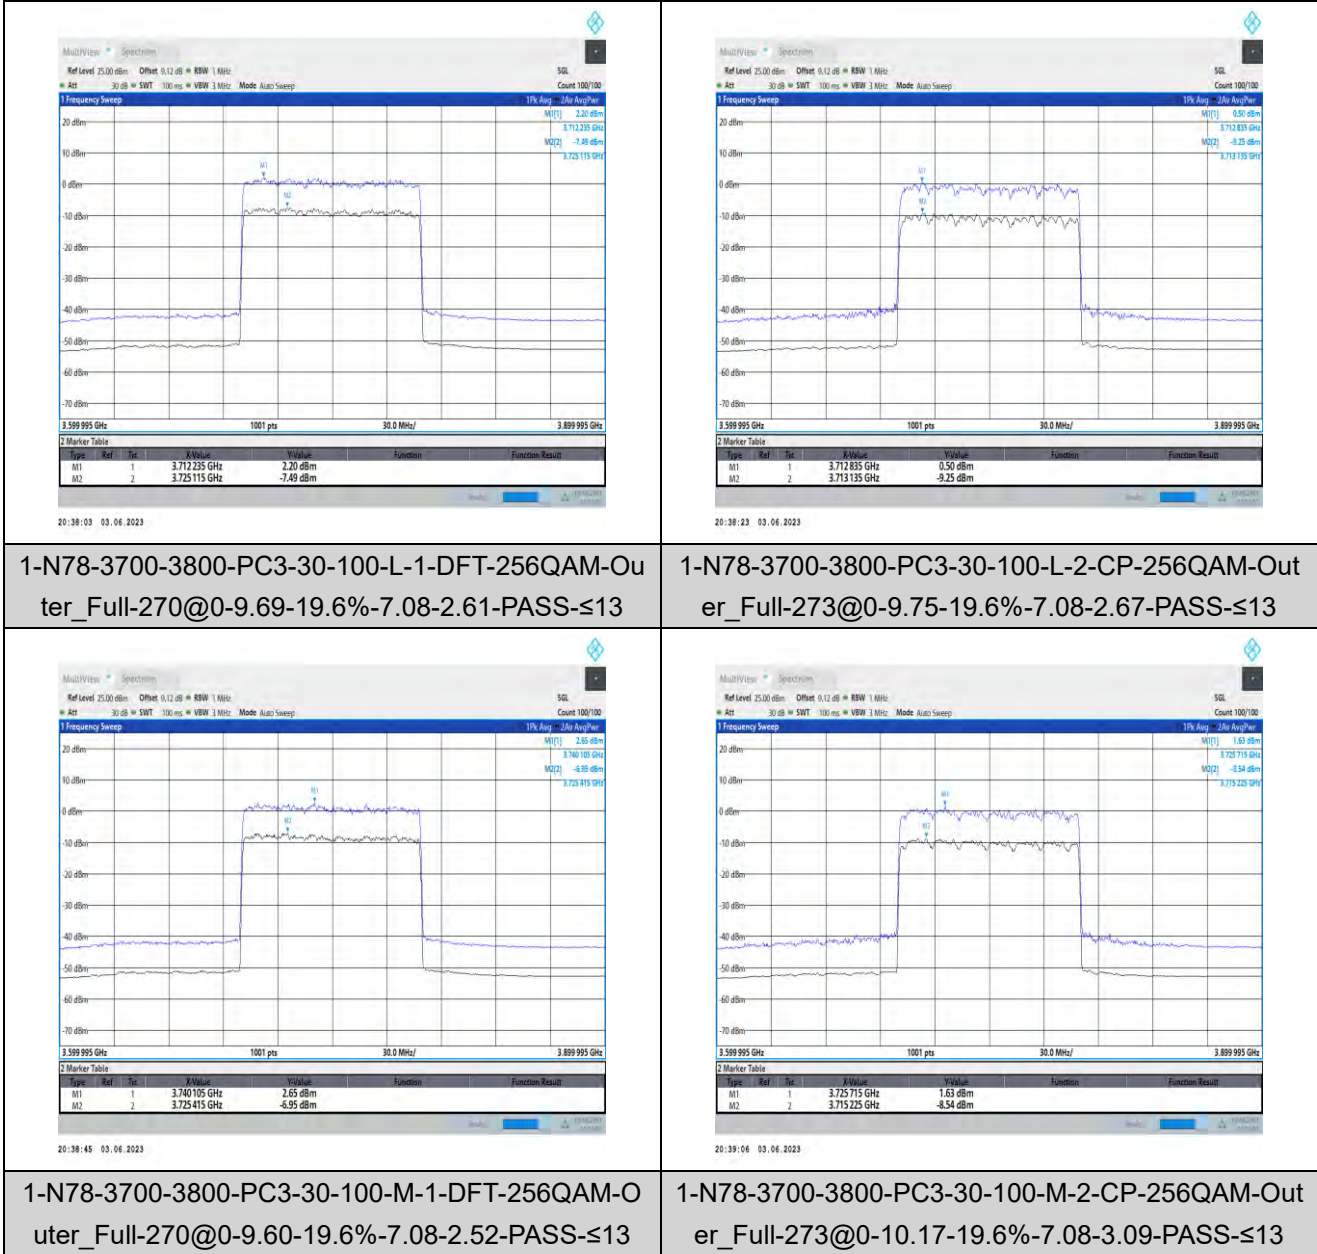 MultiView Spectrum
Ref Level 25.00 dBm Offset 9.12 dB RBW 1 MHz SGL
Att 30 dB SWT 100 ms VBW 3 MHz Mode Auto Sweep Count 100/100
1 Frequency Sweep 1Pk Avg 2Av AvgPwr
M1[1] 2.20 dBm
3.712 235 GHz
M2[2] -7.49 dBm
3.725 115 GHz
20 dBm
10 dBm
M1
0 dBm
M2
-10 dBm
-20 dBm
-30 dBm
-40 dBm
-50 dBm
-60 dBm
-70 dBm
3.599 995 GHz 1001 pts 30.0 MHz/ 3.899 995 GHz
2 Marker Table
Type Ref Trc X-Value Y-Value Function Function Result
M1 1 3.712 235 GHz 2.20 dBm
M2 2 3.725 115 GHz -7.49 dBm
20:38:03 03.06.2023
MultiView Spectrum
Ref Level 25.00 dBm Offset 9.12 dB RBW 1 MHz SGL
Att 30 dB SWT 100 ms VBW 3 MHz Mode Auto Sweep Count 100/100
1 Frequency Sweep 1Pk Avg 2Av AvgPwr
M1[1] 0.50 dBm
3.712 835 GHz
M2[2] -9.25 dBm
3.713 135 GHz
20 dBm
10 dBm
M1
0 dBm
M2
-10 dBm
-20 dBm
-30 dBm
-40 dBm
-50 dBm
-60 dBm
-70 dBm
3.599 995 GHz 1001 pts 30.0 MHz/ 3.899 995 GHz
2 Marker Table
Type Ref Trc X-Value Y-Value Function Function Result
M1 1 3.712 835 GHz 0.50 dBm
M2 2 3.713 135 GHz -9.25 dBm
20:38:23 03.06.2023
1-N78-3700-3800-PC3-30-100-L-1-DFT-256QAM-Ou
ter_Full-270@0-9.69-19.6%-7.08-2.61-PASS-≤13
1-N78-3700-3800-PC3-30-100-L-2-CP-256QAM-Out
er_Full-273@0-9.75-19.6%-7.08-2.67-PASS-≤13
MultiView Spectrum
Ref Level 25.00 dBm Offset 9.12 dB RBW 1 MHz SGL
Att 30 dB SWT 100 ms VBW 3 MHz Mode Auto Sweep Count 100/100
1 Frequency Sweep 1Pk Avg 2Av AvgPwr
M1[1] 2.65 dBm
3.740 105 GHz
M2[2] -6.95 dBm
3.725 415 GHz
20 dBm
10 dBm
M1
0 dBm
M2
-10 dBm
-20 dBm
-30 dBm
-40 dBm
-50 dBm
-60 dBm
-70 dBm
3.599 995 GHz 1001 pts 30.0 MHz/ 3.899 995 GHz
2 Marker Table
Type Ref Trc X-Value Y-Value Function Function Result
M1 1 3.740 105 GHz 2.65 dBm
M2 2 3.725 415 GHz -6.95 dBm
20:38:45 03.06.2023
MultiView Spectrum
Ref Level 25.00 dBm Offset 9.12 dB RBW 1 MHz SGL
Att 30 dB SWT 100 ms VBW 3 MHz Mode Auto Sweep Count 100/100
1 Frequency Sweep 1Pk Avg 2Av AvgPwr
M1[1] 1.63 dBm
3.725 715 GHz
M2[2] -8.54 dBm
3.715 225 GHz
20 dBm
10 dBm
M1
0 dBm
M2
-10 dBm
-20 dBm
-30 dBm
-40 dBm
-50 dBm
-60 dBm
-70 dBm
3.599 995 GHz 1001 pts 30.0 MHz/ 3.899 995 GHz
2 Marker Table
Type Ref Trc X-Value Y-Value Function Function Result
M1 1 3.725 715 GHz 1.63 dBm
M2 2 3.715 225 GHz -8.54 dBm
20:39:06 03.06.2023
1-N78-3700-3800-PC3-30-100-M-1-DFT-256QAM-O
uter_Full-270@0-9.60-19.6%-7.08-2.52-PASS-≤13
1-N78-3700-3800-PC3-30-100-M-2-CP-256QAM-Out
er_Full-273@0-10.17-19.6%-7.08-3.09-PASS-≤13